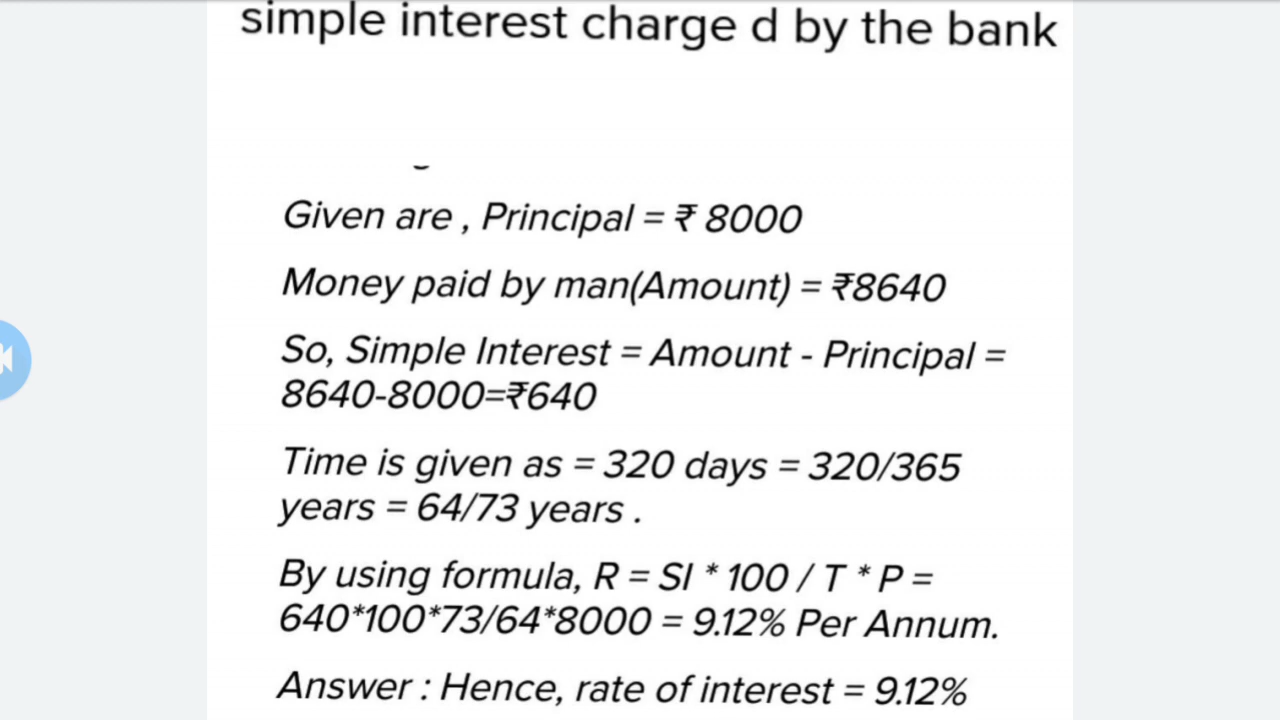 simple interest charge d by the bank
Given are , Principal = ₹ 8000
Money paid by man(Amount) = ₹8640
So, Simple Interest = Amount - Principal =
8640-8000=₹640
Time is given as = 320 days = 320/365
years = 64/73 years .
By using formula, R = SI * 100 / T * P =
640*100*73/64*8000 = 9.12% Per Annum.
Answer : Hence, rate of interest = 9.12%